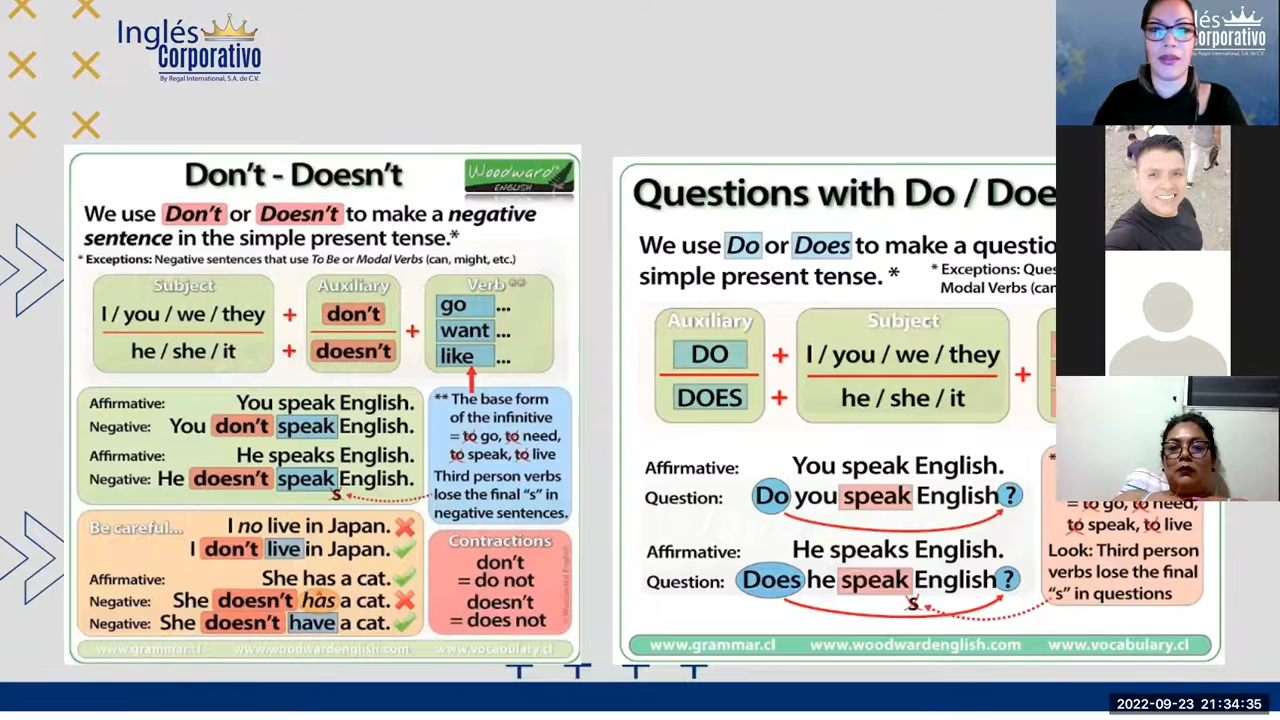 Inglés
Corporativo
By Regal International, S.A. de C.V.
Don't - Doesn't
Woodward®
ENGLISH
We use Don't or Doesn't to make a negative
sentence in the simple present tense.*
* Exceptions: Negative sentences that use To Be or Modal Verbs (can, might, etc.)
Subject
Auxiliary
Verb **
I / you / we / they + don't
he / she / it + doesn't
+
go ...
want ...
like ...
Affirmative: You speak English.
Negative: You don't speak English.
Affirmative: He speaks English.
Negative: He doesn't speak English.
s
** The base form
of the infinitive
= to go, to need,
to speak, to live
Third person verbs
lose the final "s" in
negative sentences.
Be careful...
I no live in Japan.
I don't live in Japan.
Affirmative: She has a cat.
Negative: She doesn't has a cat.
Negative: She doesn't have a cat.
Contractions
don't
= do not
doesn't
= does not
© Woodward English
www.grammar.cl www.woodwardenglish.com www.vocabulary.cl
Questions with Do / Doe
We use Do or Does to make a questio
simple present tense. *
* Exceptions: Ques
Modal Verbs (can
Auxiliary
Subject
DO + I / you / we / they
DOES + he / she / it
+
Affirmative: You speak English.
Question: Do you speak English?
Affirmative: He speaks English.
Question: Does he speak English?
s
*
= to go, to need,
to speak, to live
Look: Third person
verbs lose the final
"s" in questions
www.grammar.cl www.woodwardenglish.com www.vocabulary.cl
lés
orporativo
2022-09-23 21:34:35